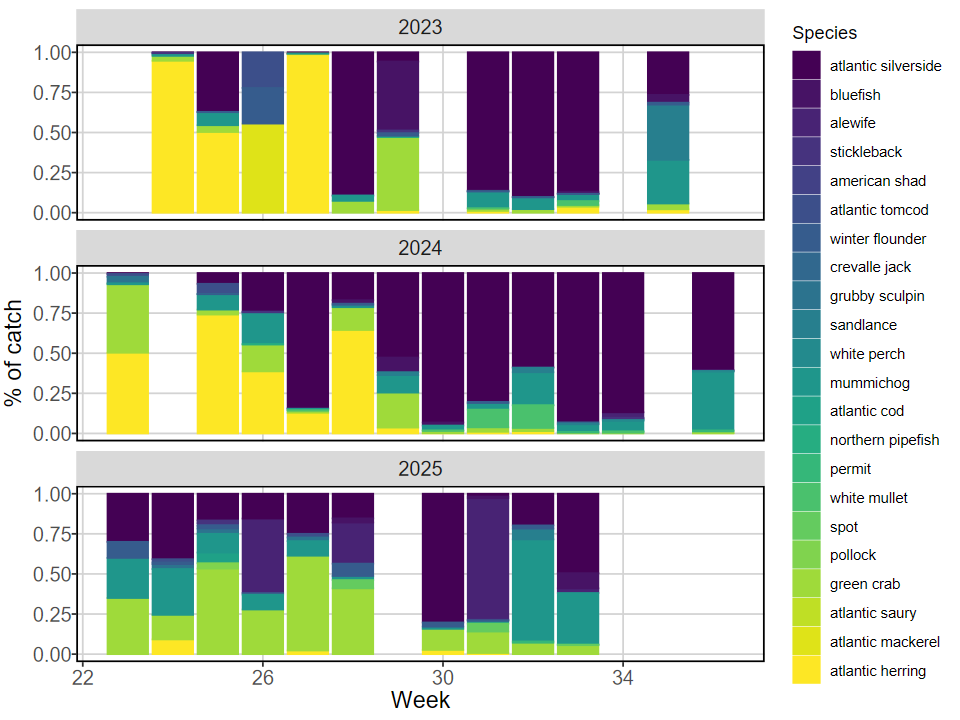 2023
1.00
0.75
0.50
0.25
0.00
2024
1.00
0.75
0.50
0.25
0.00
2025
1.00
0.75
0.50
0.25
0.00
22 26 30 34
Week
% of catch
Species
atlantic silverside
bluefish
alewife
stickleback
american shad
atlantic tomcod
winter flounder
crevalle jack
grubby sculpin
sandlance
white perch
mummichog
atlantic cod
northern pipefish
permit
white mullet
spot
pollock
green crab
atlantic saury
atlantic mackerel
atlantic herring